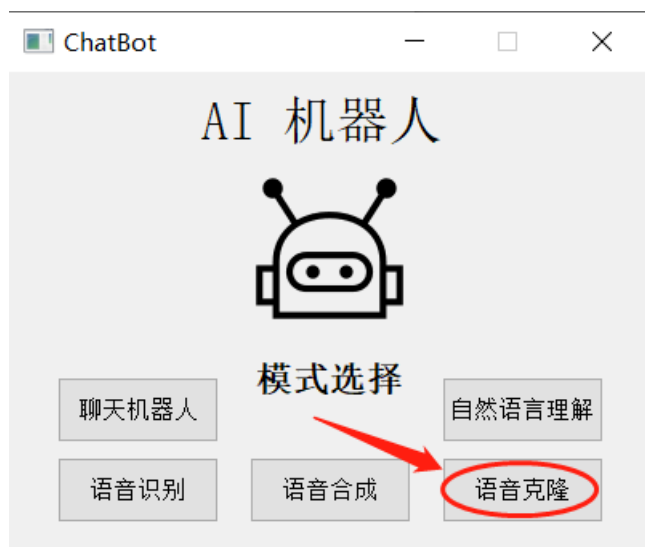 ChatBot
AI 机器人
模式选择
聊天机器人
自然语言理解
语音识别
语音合成
语音克隆